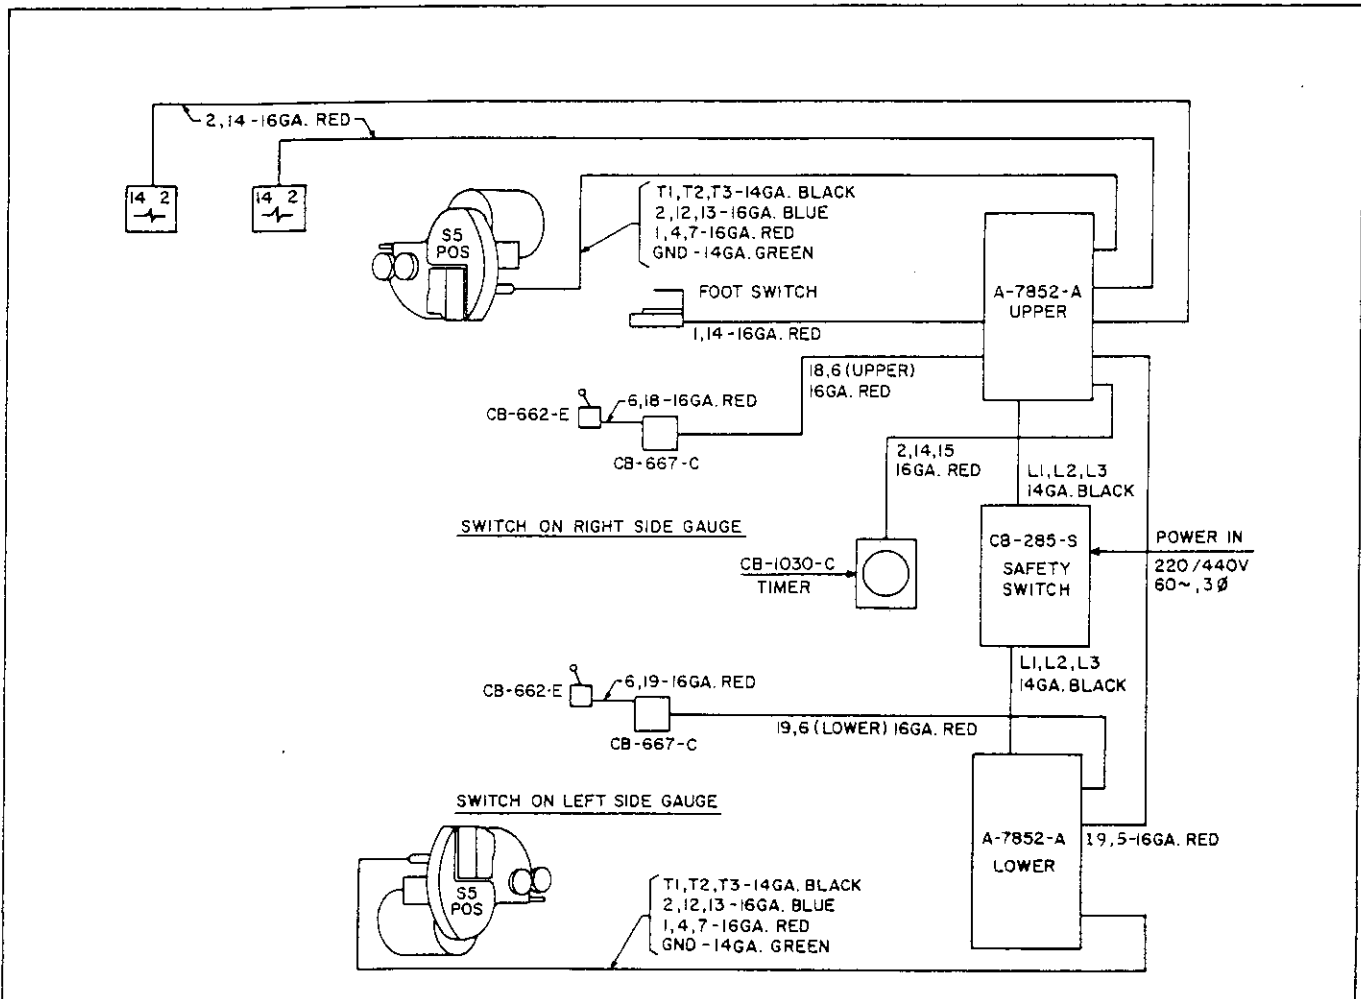 2,14-16GA. RED
14 2
14 2
S5
POS
T1,T2,T3-14GA. BLACK
2,12,13-16GA. BLUE
1,4,7-16GA. RED
GND-14GA. GREEN
FOOT SWITCH
1,14-16GA. RED
A-7852-A
UPPER
18,6(UPPER)
16GA. RED
CB-662-E
6,18-16GA. RED
CB-667-C
2,14,15
16GA. RED
L1,L2,L3
14GA. BLACK
SWITCH ON RIGHT SIDE GAUGE
CB-285-S
SAFETY
SWITCH
POWER IN
220/440V
60~,3Ø
CB-1030-C
TIMER
L1,L2,L3
14GA. BLACK
CB-662-E
6,19-16GA. RED
CB-667-C
19,6(LOWER)16GA. RED
SWITCH ON LEFT SIDE GAUGE
A-7852-A
LOWER
19,5-16GA. RED
S5
POS
T1,T2,T3-14GA. BLACK
2,12,13-16GA. BLUE
1,4,7-16GA. RED
GND-14GA. GREEN